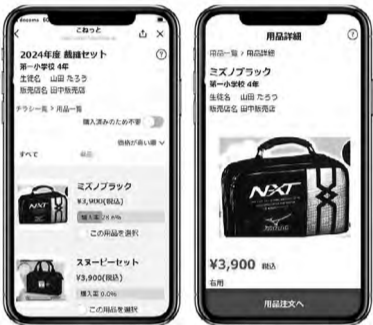 docomo
こねっと
2024年度 裁縫セット
第一小学校 4年
生徒名 山田 たろう
販売店名 田中販売店
チラシ一覧 > 用品一覧
購入済みのため不要
価格が高い順
すべて
ミズノブラック
¥3,900(税込)
購入率 28.6%
この用品を選択
スヌーピーセット
¥3,900(税込)
購入率 0.0%
この用品を選択
用品詳細
用品一覧 > 用品詳細
ミズノブラック
第一小学校 4年
生徒名 山田 たろう
販売店名 田中販売店
NXT
MIZUNO
¥3,900 税込
用品注文へ